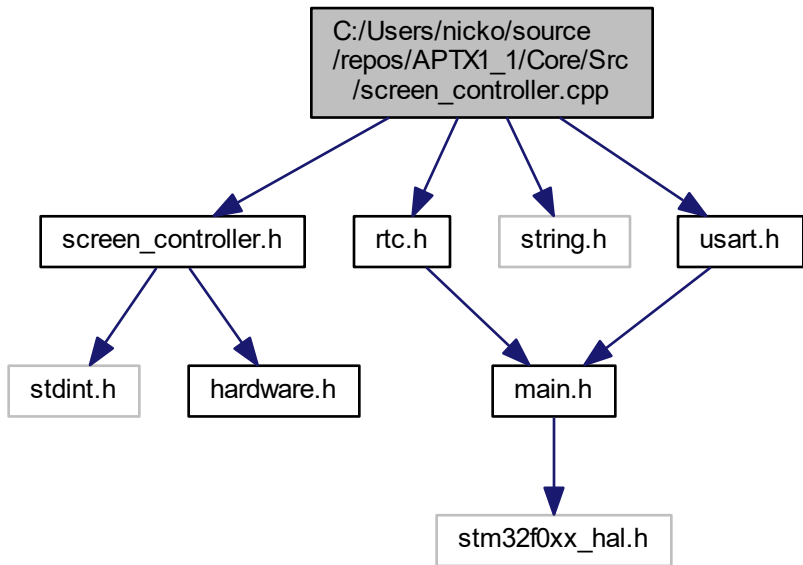 C:/Users/nicko/source
/repos/APTX1_1/Core/Src
/screen_controller.cpp
screen_controller.h
rtc.h
string.h
usart.h
stdint.h
hardware.h
main.h
stm32f0xx_hal.h